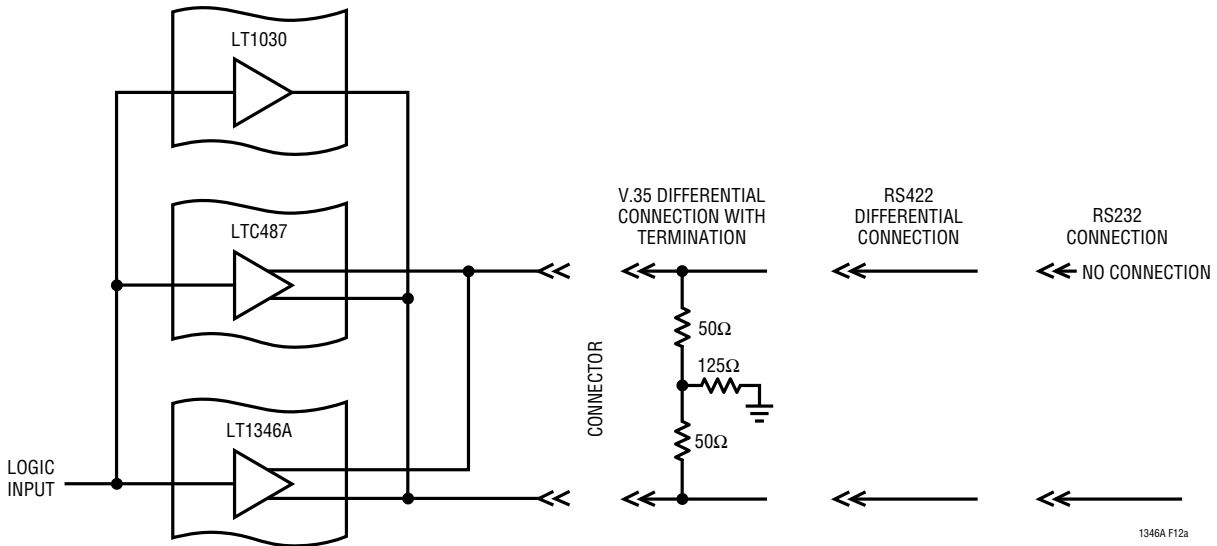 LT1030
LTC487
LT1346A
LOGIC
INPUT
CONNECTOR
V.35 DIFFERENTIAL
CONNECTION WITH
TERMINATION
50Ω
125Ω
50Ω
RS422
DIFFERENTIAL
CONNECTION
RS232
CONNECTION
NO CONNECTION
1346A F12a